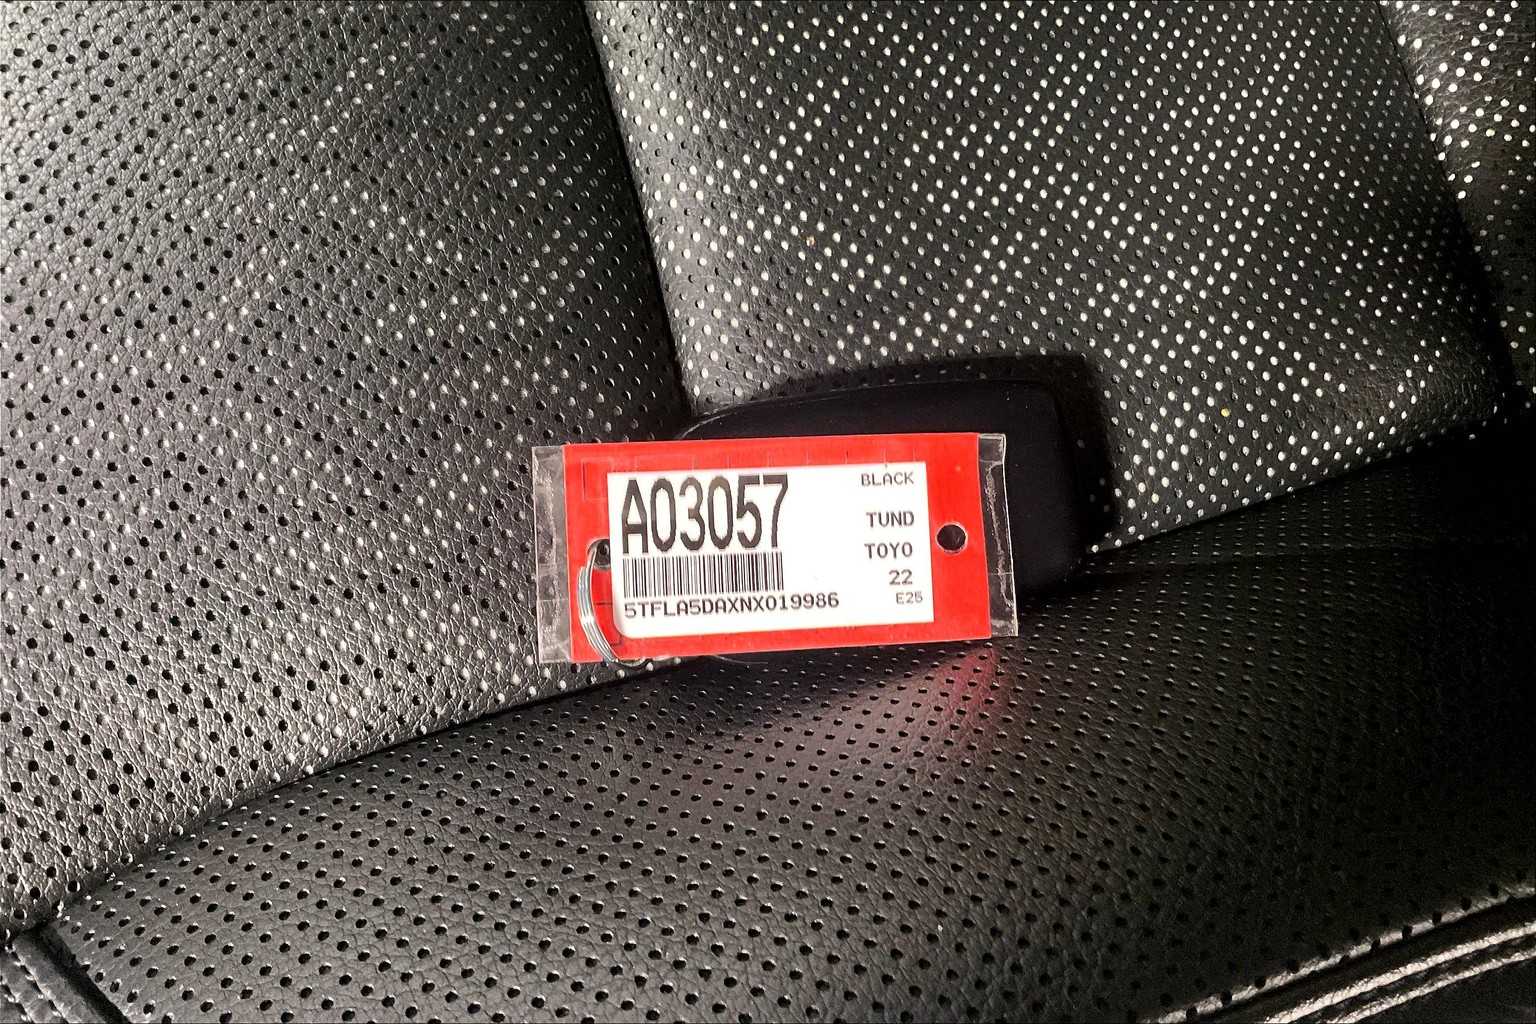 A03057
BLACK
TUND
TOYO
22
5TFLA5DAXNX019986
E25